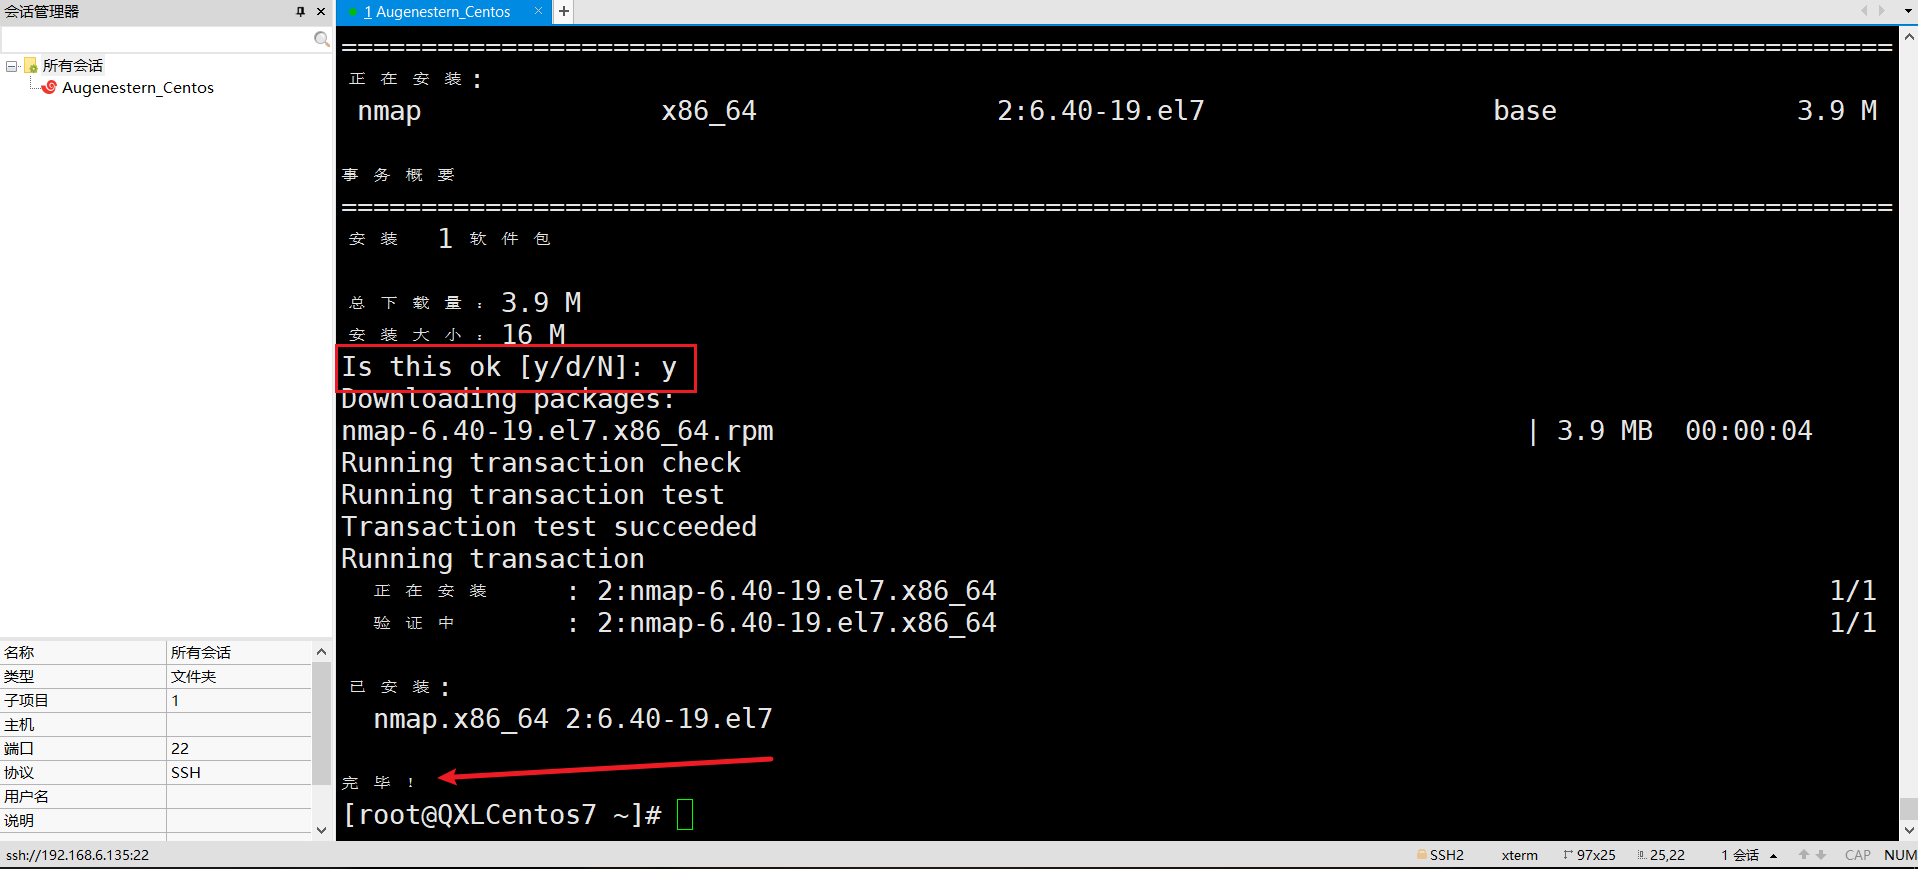 会话管理器
所有会话
Augenestern_Centos
名称 所有会话
类型 文件夹
子项目 1
主机
端口 22
协议 SSH
用户名
说明
1 Augenestern_Centos × +
=================================================================================================
正在安装:
nmap x86_64 2:6.40-19.el7 base 3.9 M
事务概要
=================================================================================================
安装 1 软件包
总下载量：3.9 M
安装大小：16 M
Is this ok [y/d/N]: y
Downloading packages:
nmap-6.40-19.el7.x86_64.rpm | 3.9 MB 00:00:04
Running transaction check
Running transaction test
Transaction test succeeded
Running transaction
正在安装 : 2:nmap-6.40-19.el7.x86_64 1/1
验证中 : 2:nmap-6.40-19.el7.x86_64 1/1
已安装:
nmap.x86_64 2:6.40-19.el7
完毕！
[root@QXLCentos7 ~]#
ssh://192.168.6.135:22 SSH2 xterm 97x25 25,22 1 会话 CAP NUM